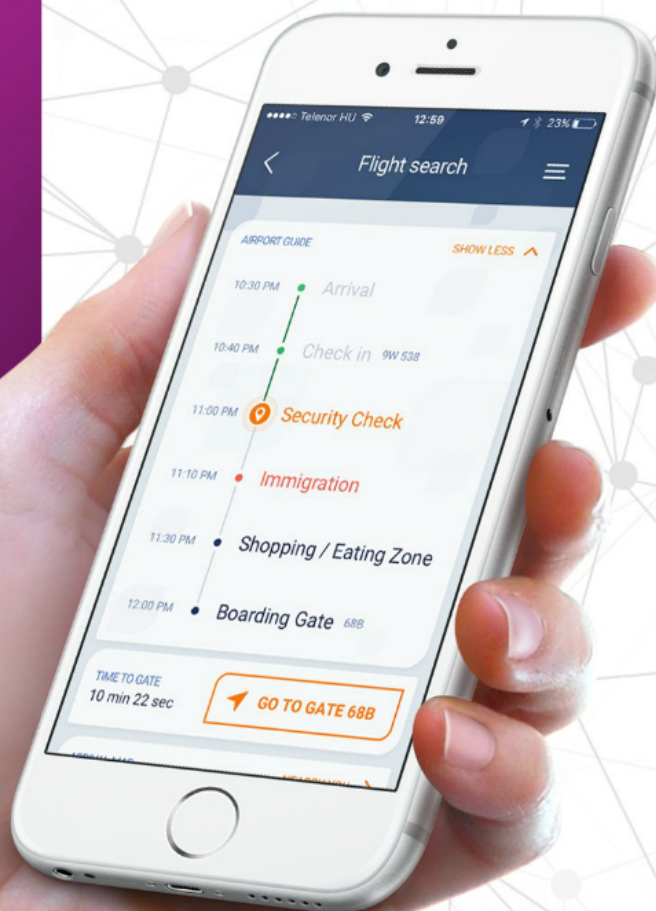 Telenor HU 12:59 23%
Flight search
AIRPORT GUIDE SHOW LESS
10:30 PM Arrival
10:40 PM Check in 9W 538
11:00 PM Security Check
11:10 PM Immigration
11:30 PM Shopping / Eating Zone
12:00 PM Boarding Gate 68B
TIME TO GATE
10 min 22 sec
GO TO GATE 68B